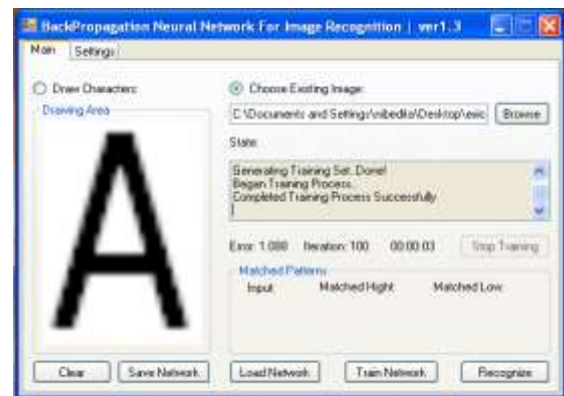 BackPropagation Neural Network For Image Recognition | ver1.3
Main Settings
Draw Characters: Choose Existing Image:
Drawing Area
C:\Documents and Settings\nibedita\Desktop\ Browse
State:
Generating Training Set..Done!
Began Training Process..
Completed Training Process Successfully
A
Error: 1.088 Iteration: 100 00:00:03 Stop Training
Matched Patterns
Input: Matched Hight: Matched Low:
Clear Save Network Load Network Train Network Recognize